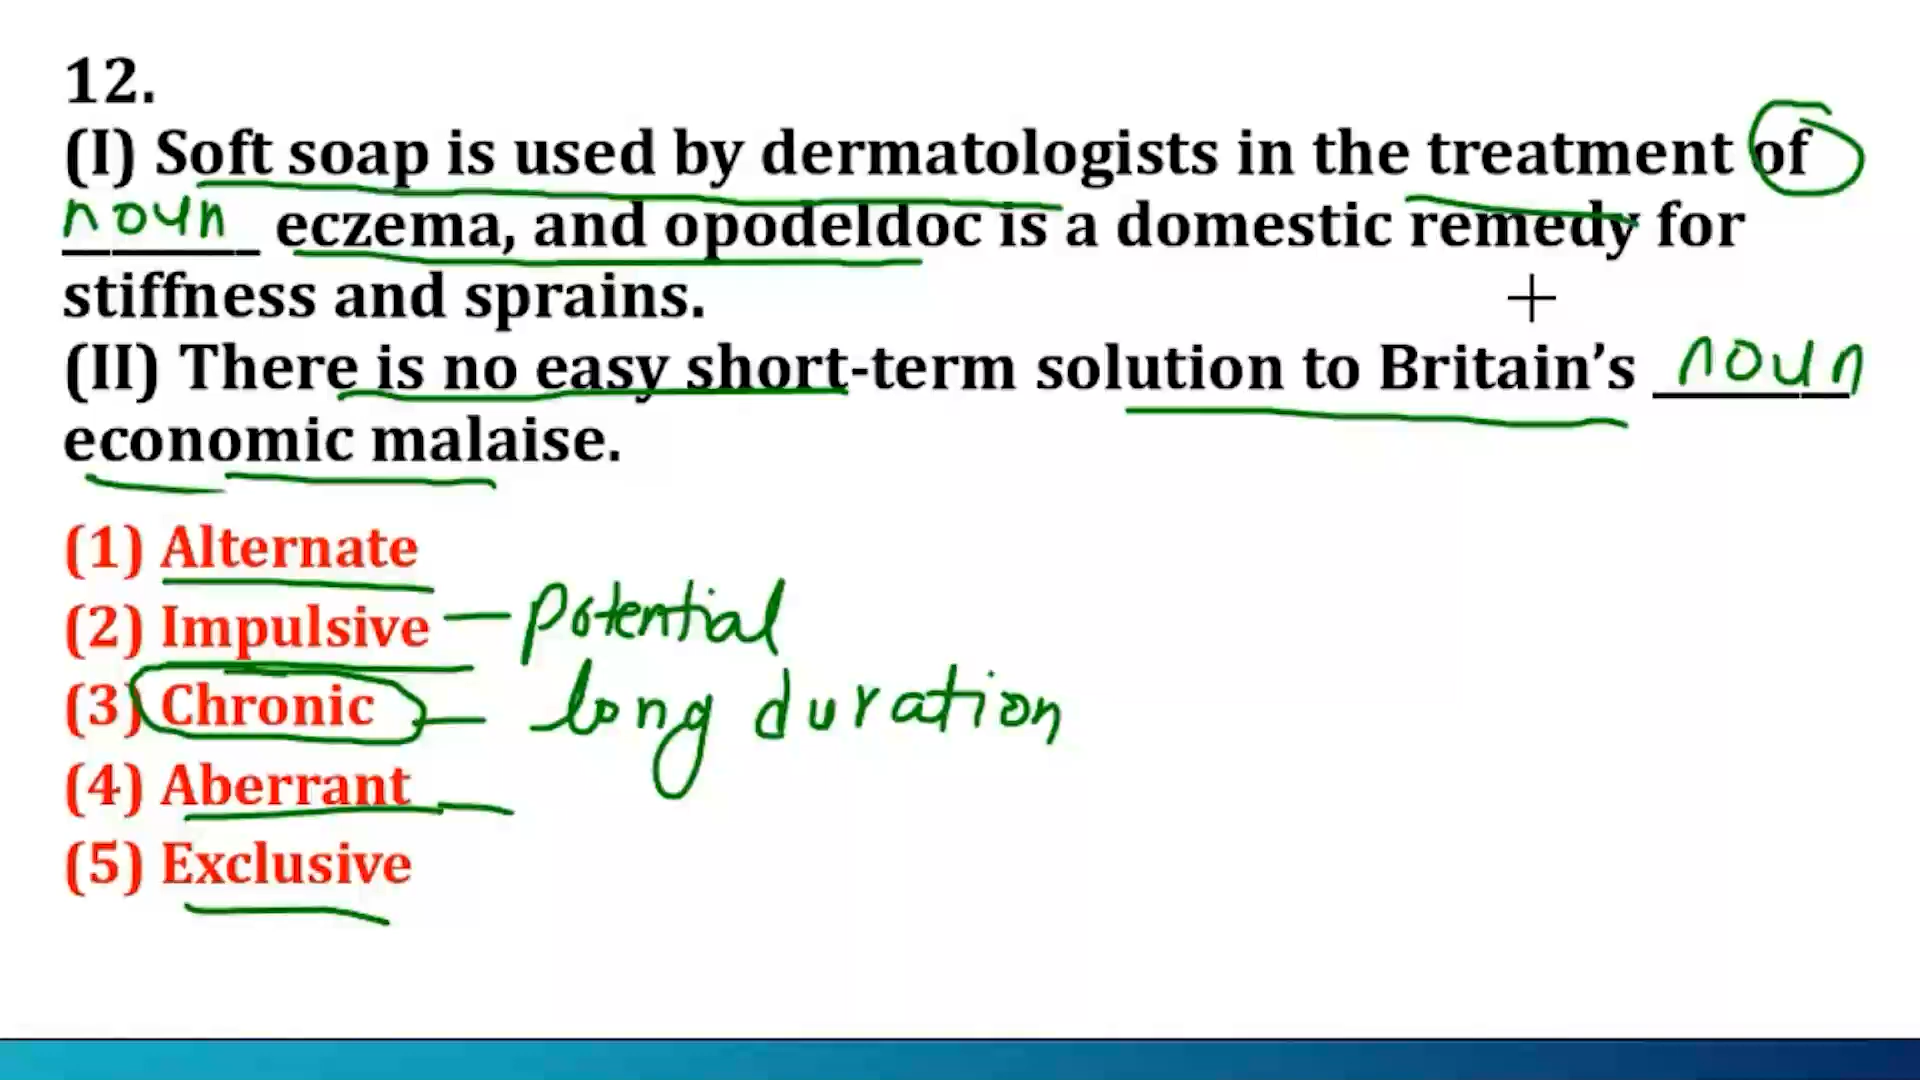 12.
(I) Soft soap is used by dermatologists in the treatment of
noun eczema, and opodeldoc is a domestic remedy for
stiffness and sprains.
(II) There is no easy short-term solution to Britain’s noun
economic malaise.
(1) Alternate
(2) Impulsive – potential
(3) Chronic – long duration
(4) Aberrant
(5) Exclusive